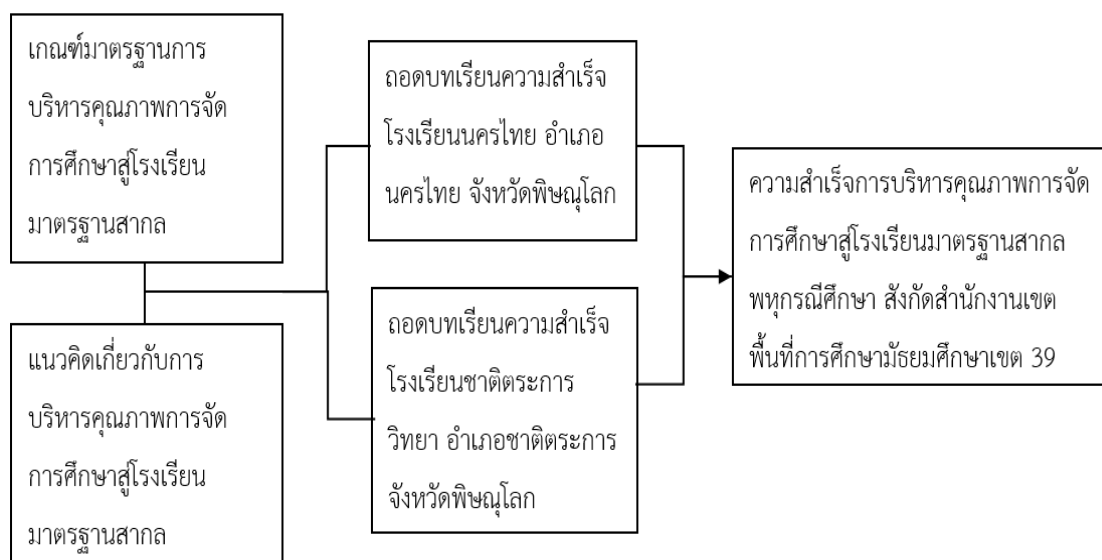 เกณฑ์มาตรฐานการ
บริหารคุณภาพการจัด
การศึกษาสู่โรงเรียน
มาตรฐานสากล
แนวคิดเกี่ยวกับการ
บริหารคุณภาพการจัด
การศึกษาสู่โรงเรียน
มาตรฐานสากล
ถอดบทเรียนความสำเร็จ
โรงเรียนนครไทย อำเภอ
นครไทย จังหวัดพิษณุโลก
ถอดบทเรียนความสำเร็จ
โรงเรียนชาติตระการ
วิทยา อำเภอชาติตระการ
จังหวัดพิษณุโลก
ความสำเร็จการบริหารคุณภาพการจัด
การศึกษาสู่โรงเรียนมาตรฐานสากล
พหุกรณีศึกษา สังกัดสำนักงานเขต
พื้นที่การศึกษามัธยมศึกษาเขต 39